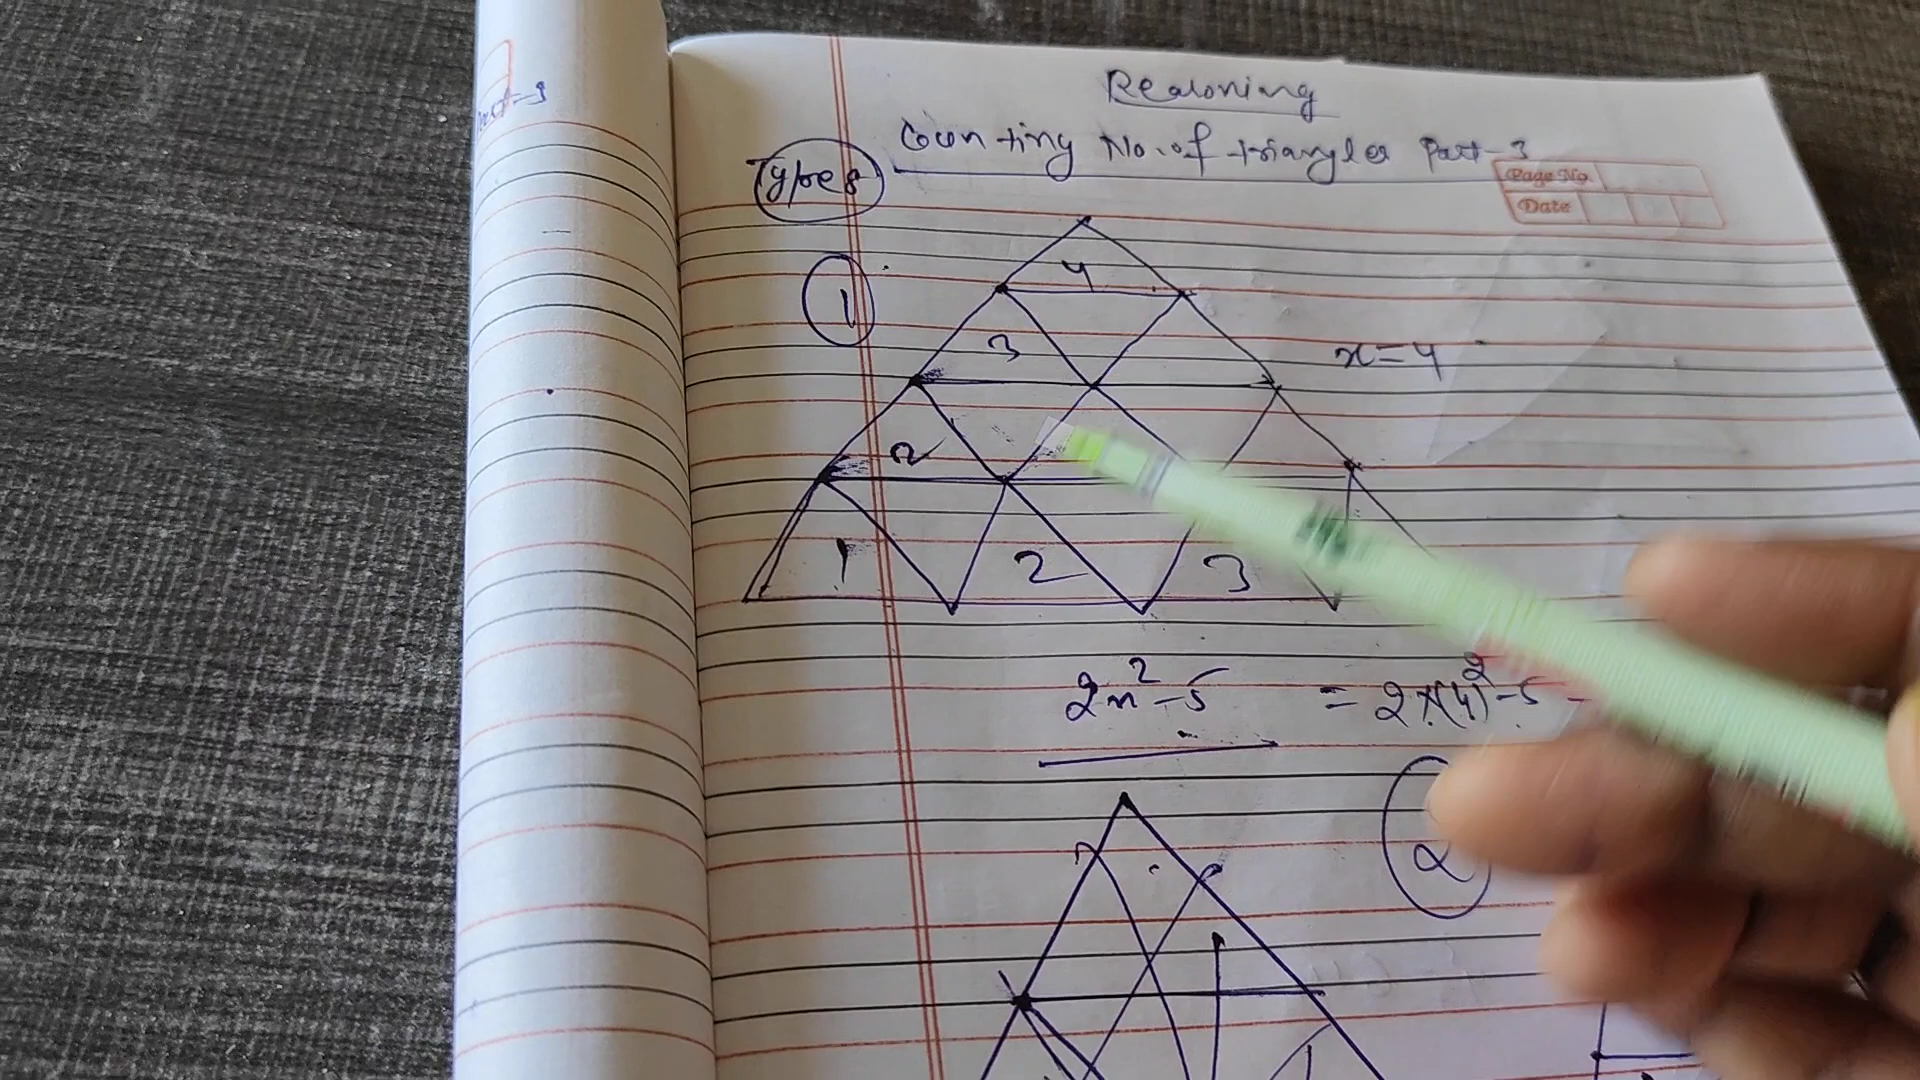 Reasoning
Counting No. of triangles Part-3
Types
Page No.
Date
1
4
3
x=4
2
1 2 3
2n²-5 = 2×(4)²-5
2